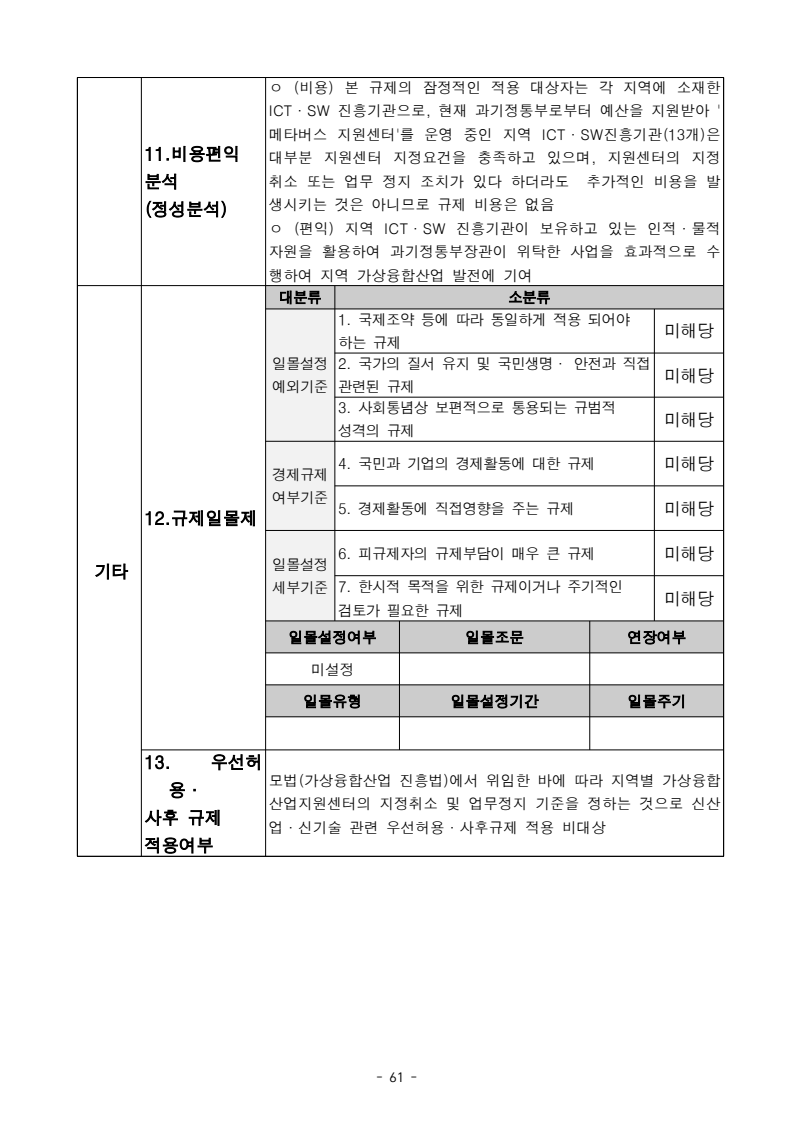 11.비용편익
분석
(정성분석)
ㅇ (비용) 본 규제의 잠정적인 적용 대상자는 각 지역에 소재한
ICT·SW 진흥기관으로, 현재 과기정통부로부터 예산을 지원받아 '
메타버스 지원센터'를 운영 중인 지역 ICT·SW진흥기관(13개)은
대부분 지원센터 지정요건을 충족하고 있으며, 지원센터의 지정
취소 또는 업무 정지 조치가 있다 하더라도 추가적인 비용을 발
생시키는 것은 아니므로 규제 비용은 없음
ㅇ (편익) 지역 ICT·SW 진흥기관이 보유하고 있는 인적·물적
자원을 활용하여 과기정통부장관이 위탁한 사업을 효과적으로 수
행하여 지역 가상융합산업 발전에 기여
기타
12.규제일몰제
대분류 소분류
일몰설정
예외기준
1. 국제조약 등에 따라 동일하게 적용 되어야
하는 규제
미해당
2. 국가의 질서 유지 및 국민생명· 안전과 직접
관련된 규제
미해당
3. 사회통념상 보편적으로 통용되는 규범적
성격의 규제
미해당
경제규제
여부기준
4. 국민과 기업의 경제활동에 대한 규제 미해당
5. 경제활동에 직접영향을 주는 규제 미해당
일몰설정
세부기준
6. 피규제자의 규제부담이 매우 큰 규제 미해당
7. 한시적 목적을 위한 규제이거나 주기적인
검토가 필요한 규제
미해당
일몰설정여부 일몰조문 연장여부
미설정
일몰유형 일몰설정기간 일몰주기
13. 우선허
용·
사후 규제
적용여부
모법(가상융합산업 진흥법)에서 위임한 바에 따라 지역별 가상융합
산업지원센터의 지정취소 및 업무정지 기준을 정하는 것으로 신산
업·신기술 관련 우선허용·사후규제 적용 비대상
- 61 -